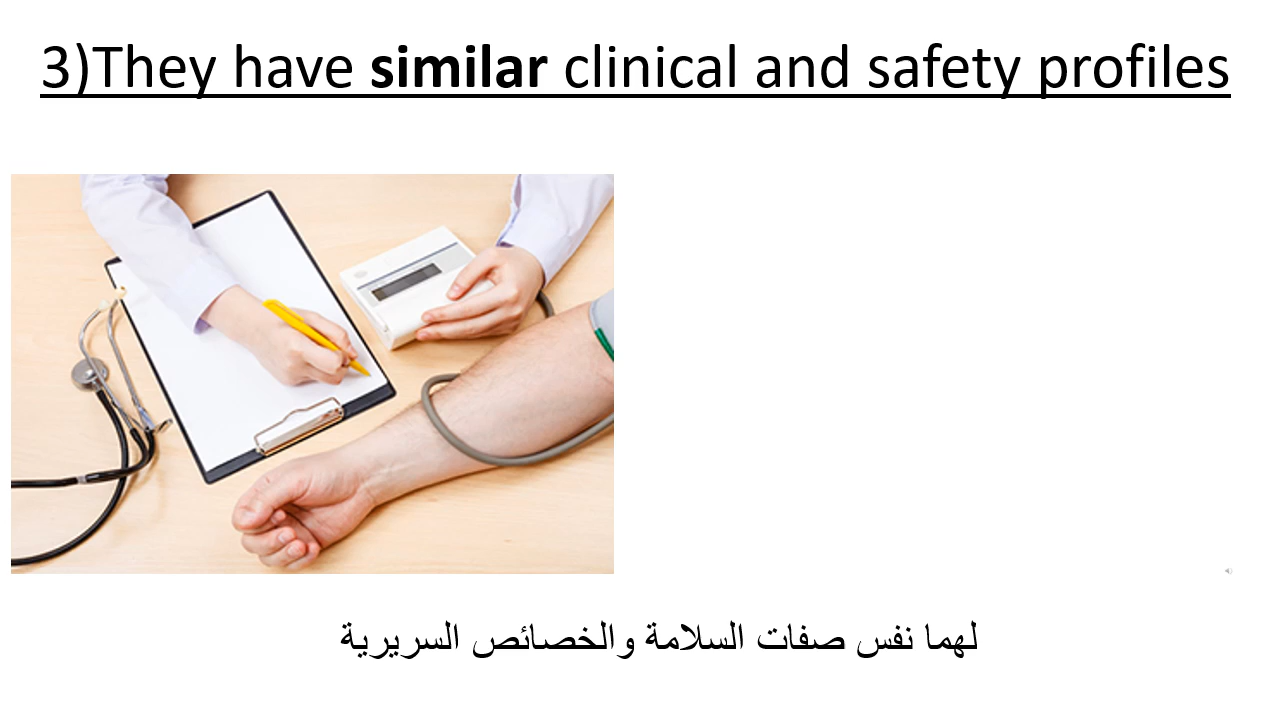 3)They have similar clinical and safety profiles
لهما نفس صفات السلامة والخصائص السريرية